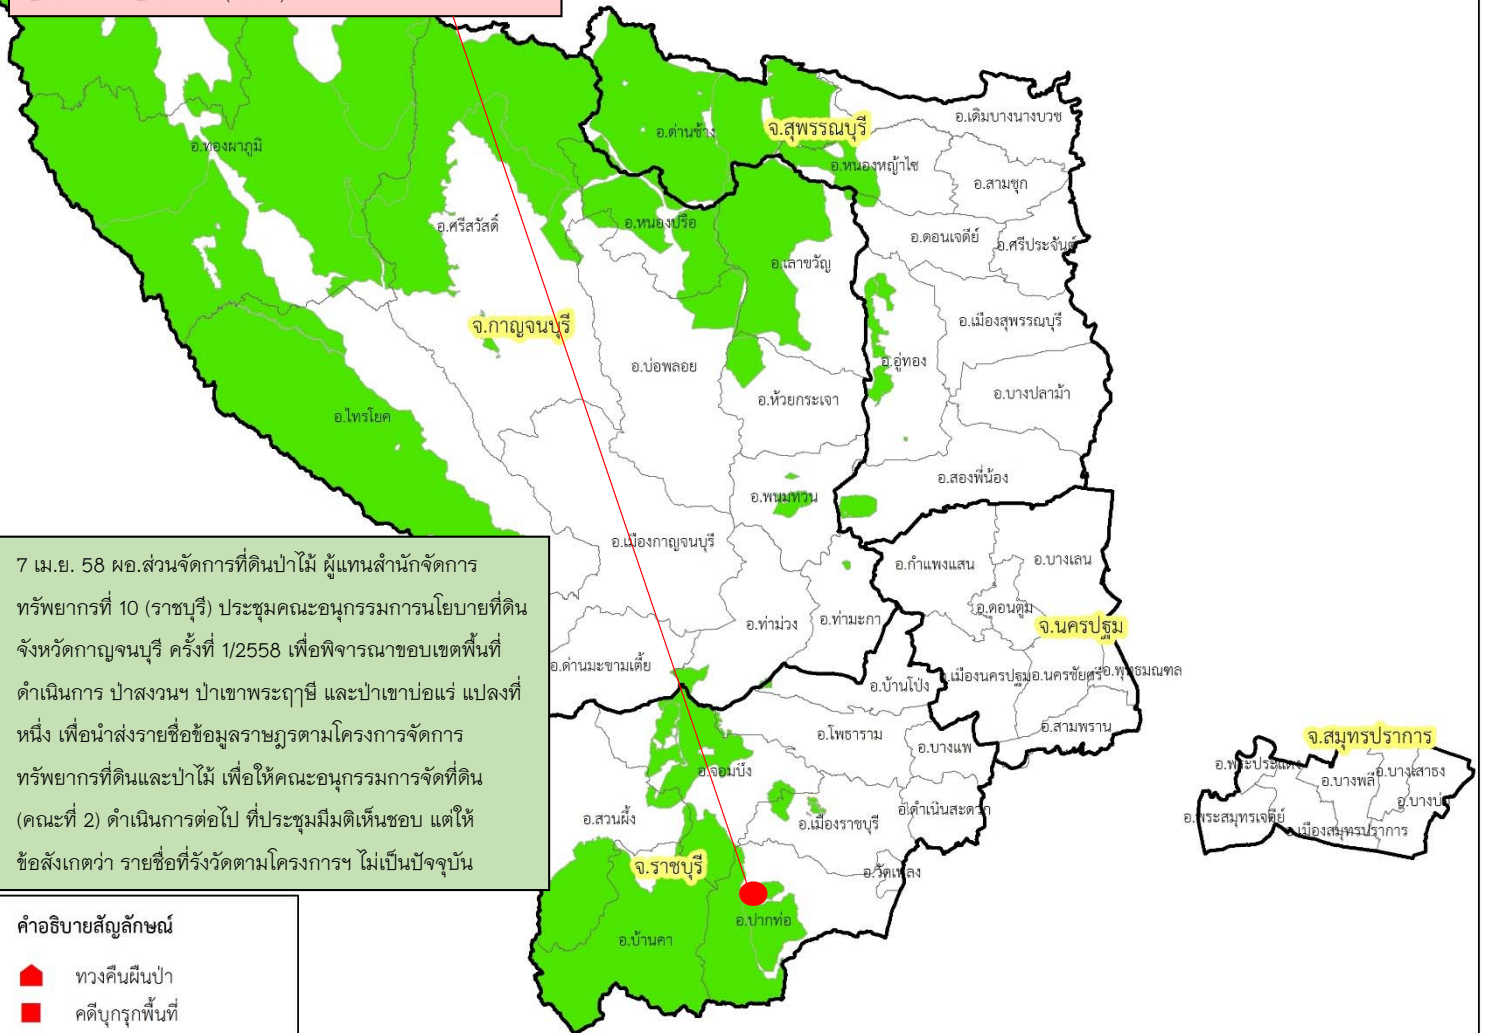 อ.เดิมบางนางบวช
อ.ด่านช้าง
จ.สุพรรณบุรี
อ.ทองผาภูมิ
อ.หนองหญ้าไซ
อ.สามชุก
อ.ศรีสวัสดิ์
อ.หนองปรือ
อ.ดอนเจดีย์
อ.ศรีประจันต์
อ.เลาขวัญ
จ.กาญจนบุรี
อ.เมืองสุพรรณบุรี
อ.บ่อพลอย
อ.อู่ทอง
อ.บางปลาม้า
อ.ห้วยกระเจา
อ.ไทรโยค
อ.สองพี่น้อง
อ.พนมทวน
อ.เมืองกาญจนบุรี
อ.กำแพงแสน
อ.บางเลน
อ.ดอนตูม
อ.ท่าม่วง
อ.ท่ามะกา
จ.นครปฐม
อ.ด่านมะขามเตี้ย
อ.บ้านโป่ง
อ.เมืองนครปฐม
อ.นครชัยศรี
อ.พุทธมณฑล
อ.สามพราน
อ.โพธาราม
อ.บางแพ
จ.สมุทรปราการ
อ.จอมบึง
อ.พระประแดง
อ.บางพลี
อ.บางเสาธง
อ.บางบ่
อ.สวนผึ้ง
อ.เมืองราชบุรี
อ.ดำเนินสะดวก
อ.พระสมุทรเจดีย์
อ.เมืองสมุทรปราการ
จ.ราชบุรี
อ.วัดเพลง
อ.ปากท่อ
อ.บ้านคา
7 เม.ย. 58 ผอ.ส่วนจัดการที่ดินป่าไม้ ผู้แทนสำนักจัดการ
ทรัพยากรที่ 10 (ราชบุรี) ประชุมคณะอนุกรรมการนโยบายที่ดิน
จังหวัดกาญจนบุรี ครั้งที่ 1/2558 เพื่อพิจารณาขอบเขตพื้นที่
ดำเนินการ ป่าสงวนฯ ป่าเขาพระฤๅษี และป่าเขาบ่อแร่ แปลงที่
หนึ่ง เพื่อนำส่งรายชื่อข้อมูลราษฎรตามโครงการจัดการ
ทรัพยากรที่ดินและป่าไม้ เพื่อให้คณะอนุกรรมการจัดที่ดิน
(คณะที่ 2) ดำเนินการต่อไป ที่ประชุมมีมติเห็นชอบ แต่ให้
ข้อสังเกตว่า รายชื่อที่รังวัดตามโครงการฯ ไม่เป็นปัจจุบัน
คำอธิบายสัญลักษณ์
ทวงคืนผืนป่า
คดีบุกรุกพื้นที่